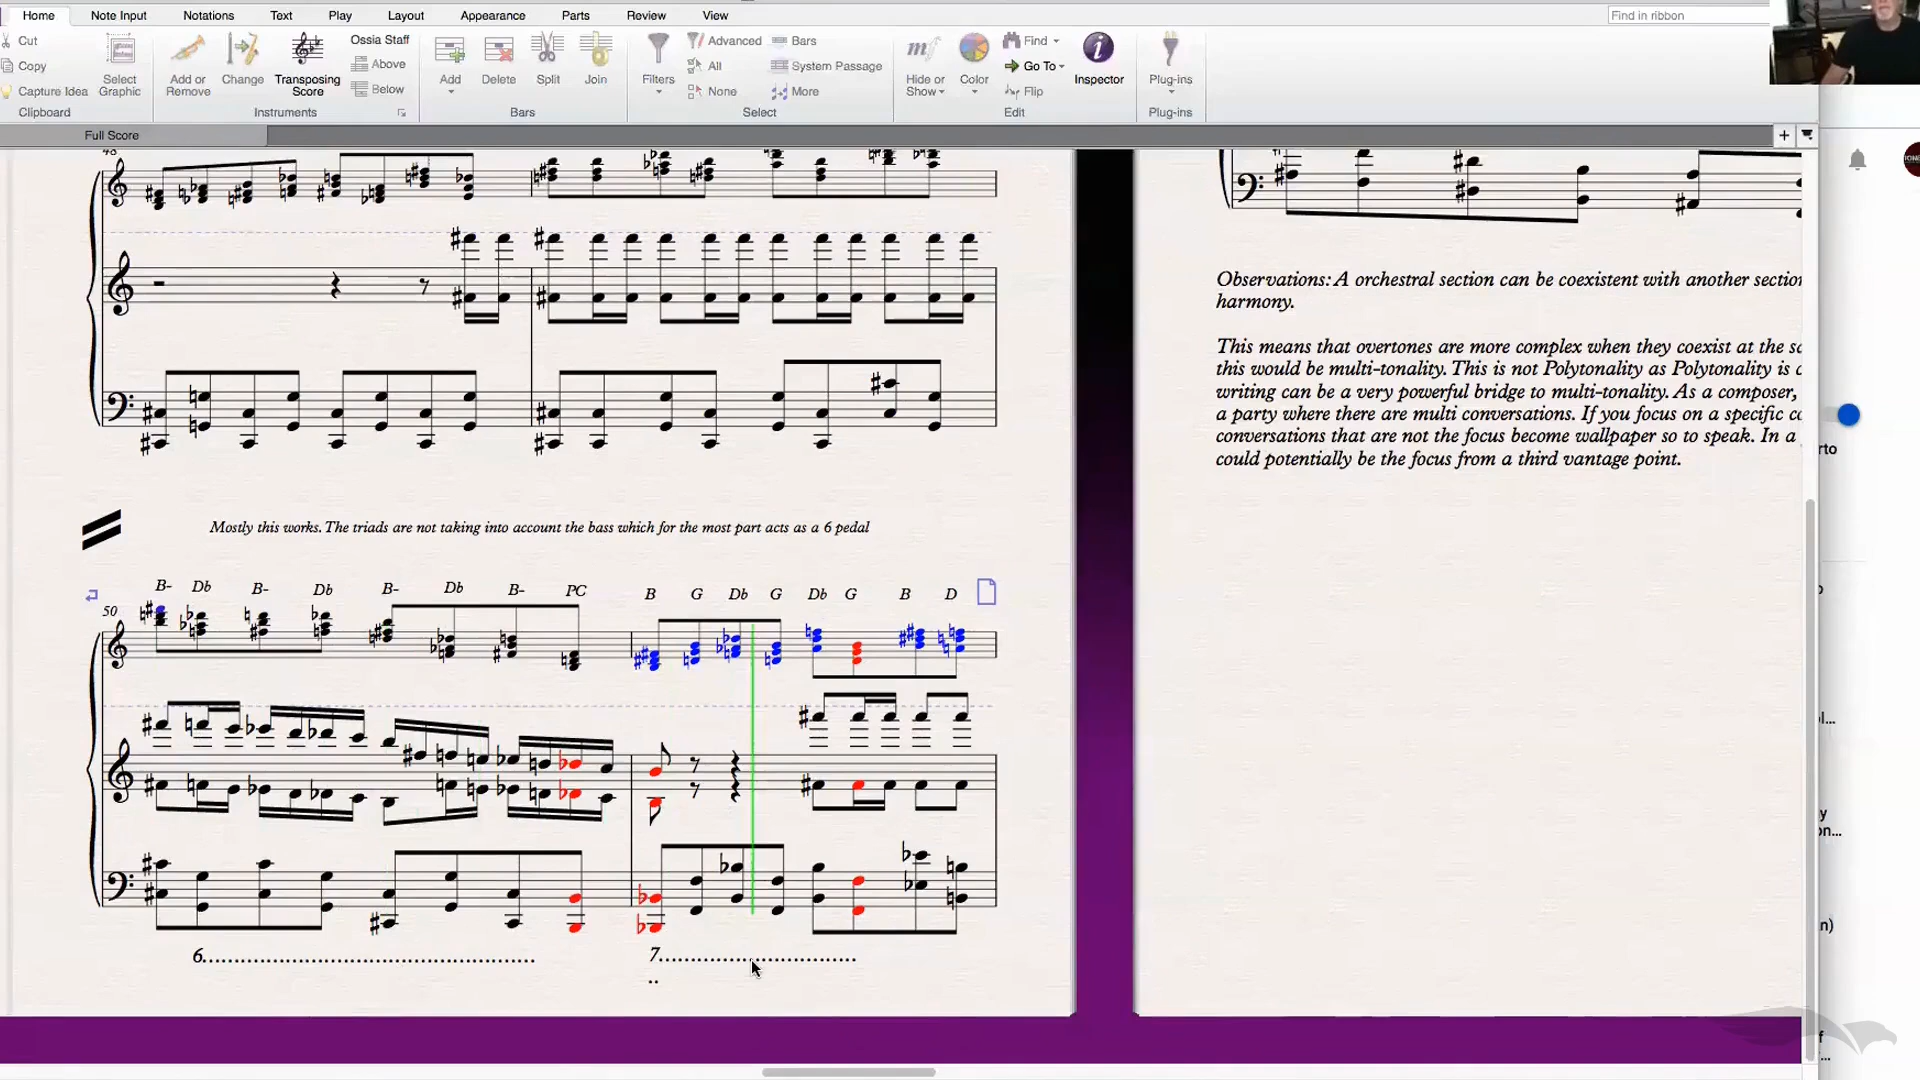 Home Note Input Notations Text Play Layout Appearance Parts Review View
Find in ribbon
Cut
Copy
Capture Idea
Clipboard
Select Graphic
Add or Remove
Change
Transposing Score
Ossia Staff
Above
Below
Instruments
Add
Delete
Split
Join
Bars
Filters
Advanced
All
None
Bars
System Passage
More
Select
Hide or Show
Color
Find
Go To
Flip
Edit
Inspector
Plug-ins
Plug-ins
Full Score
Mostly this works. The triads are not taking into account the bass which for the most part acts as a 6 pedal
B- Db B- Db B- Db B- PC B G Db G Db G B D
50
6.....................................................
7...............................
..
Observations: A orchestral section can be coexistent with another section
harmony.
This means that overtones are more complex when they coexist at the
this would be multi-tonality. This is not Polytonality as Polytonality is
writing can be a very powerful bridge to multi-tonality. As a composer,
a party where there are multi conversations. If you focus on a specific
conversations that are not the focus become wallpaper so to speak. In a
could potentially be the focus from a third vantage point.
rto